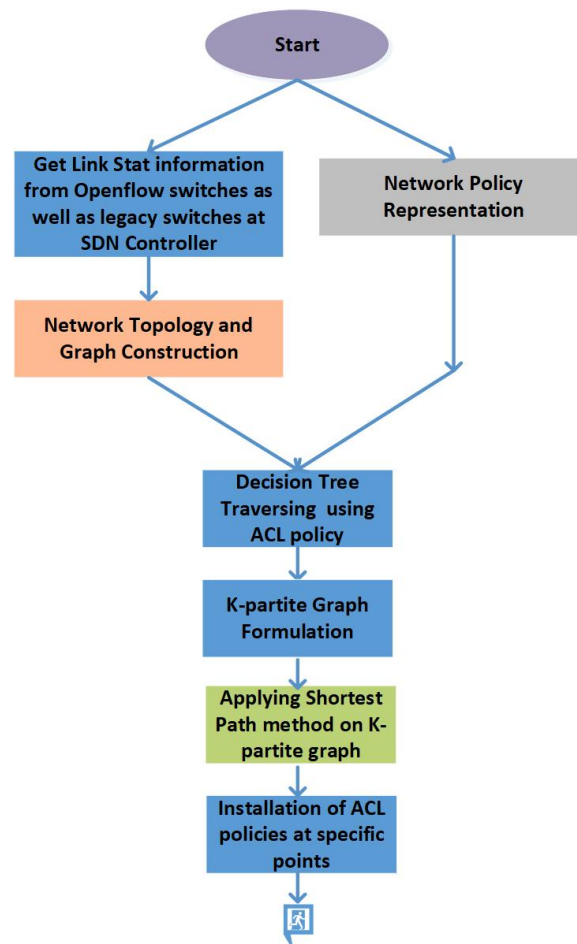 Start
Get Link Stat information
from Openflow switches as
well as legacy switches at
SDN Controller
Network Policy
Representation
Network Topology and
Graph Construction
Decision Tree
Traversing using
ACL policy
K-partite Graph
Formulation
Applying Shortest
Path method on K-
partite graph
Installation of ACL
policies at specific
points